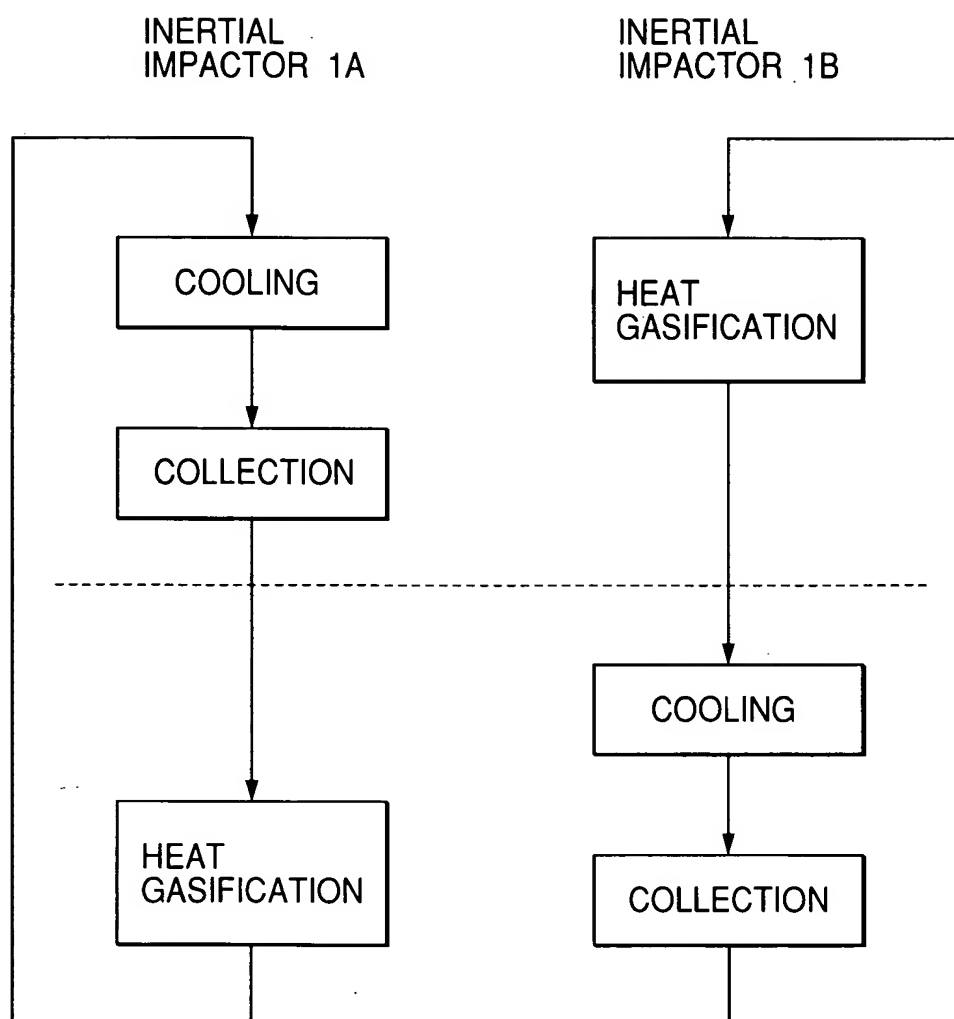 INERTIAL
IMPACTOR 1A
INERTIAL
IMPACTOR 1B
COOLING
COLLECTION
HEAT
GASIFICATION
HEAT
GASIFICATION
COOLING
COLLECTION